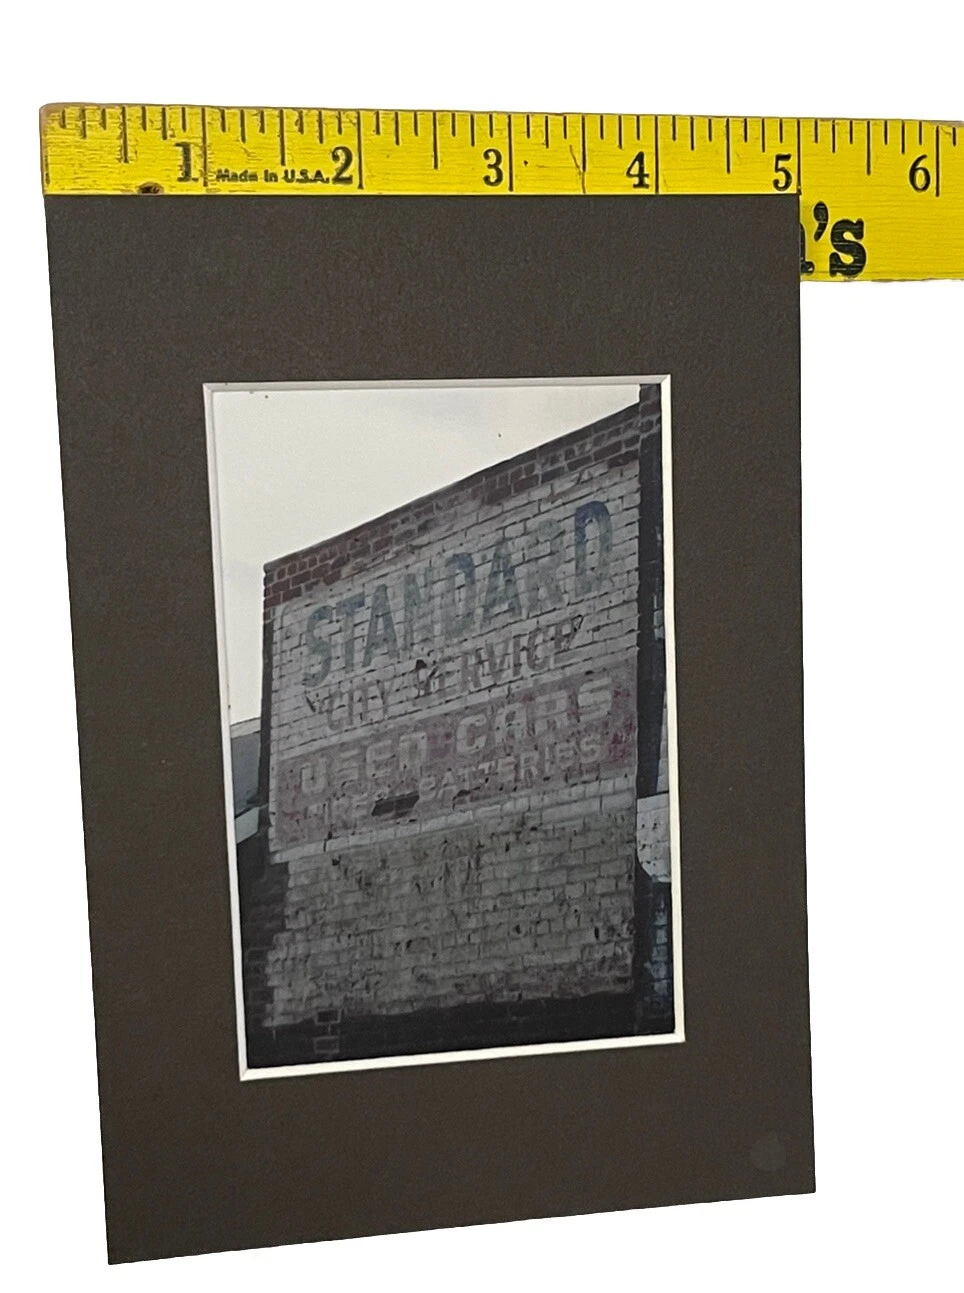 1 2 3 4 5 6
Made in U.S.A.
's
STANDARD
CITY SERVICE
USED CARS
BATTERIES